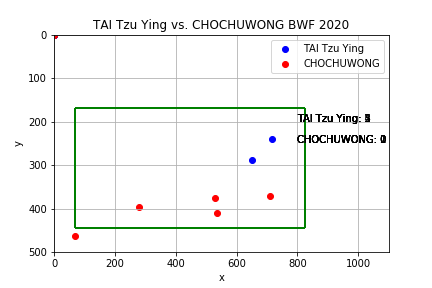 TAI Tzu Ying vs. CHOCHUWONG BWF 2020
TAI Tzu Ying
CHOCHUWONG
0
100
200
300
400
500
y
TAI Tzu Ying:
CHOCHUWONG:
0
200
400
600
800
1000
x